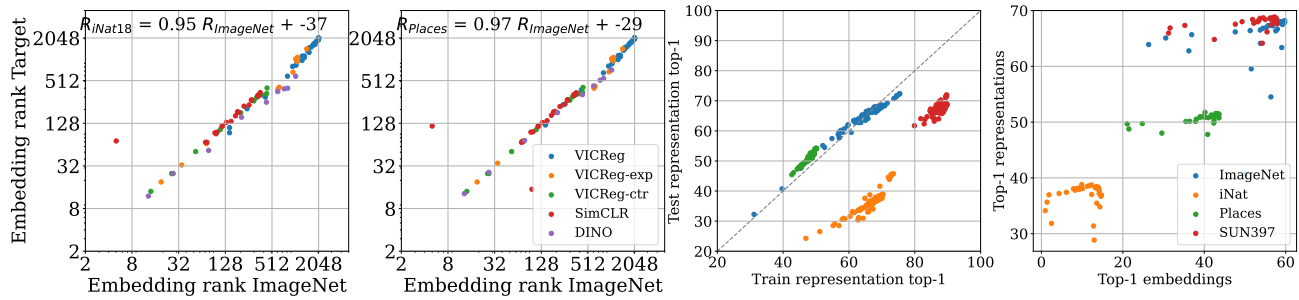 R_iNat18 = 0.95 R_ImageNet + -37
Embedding rank Target
2048
512
128
32
8
2
2 8 32 128 512 2048
Embedding rank ImageNet
R_Places = 0.97 R_ImageNet + -29
2048
512
128
32
8
2
VICReg
VICReg-exp
VICReg-ctr
SimCLR
DINO
2 8 32 128 512 2048
Embedding rank ImageNet
Test representation top-1
100
90
80
70
60
50
40
30
20
20 40 60 80 100
Train representation top-1
Top-1 representations
70
60
50
40
30
ImageNet
iNat
Places
SUN397
0 10 20 30 40 50 60
Top-1 embeddings